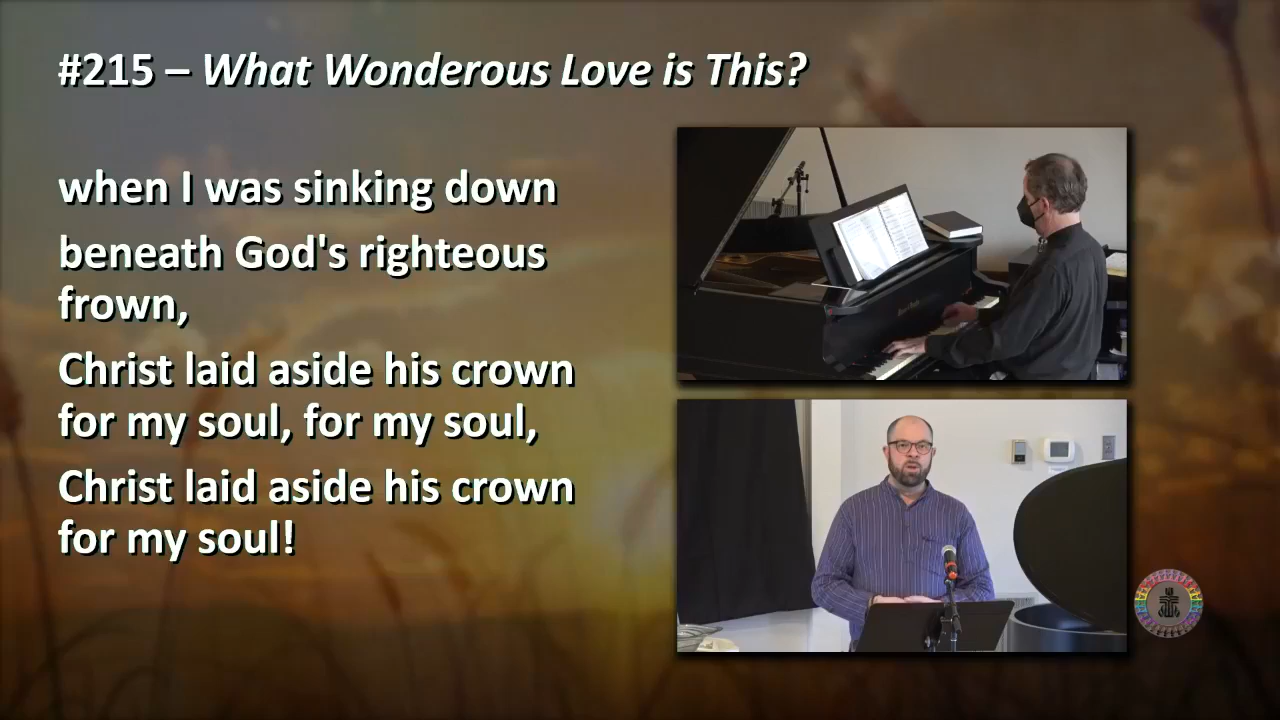 #215 – What Wonderous Love is This?
when I was sinking down
beneath God's righteous
frown,
Christ laid aside his crown
for my soul, for my soul,
Christ laid aside his crown
for my soul!